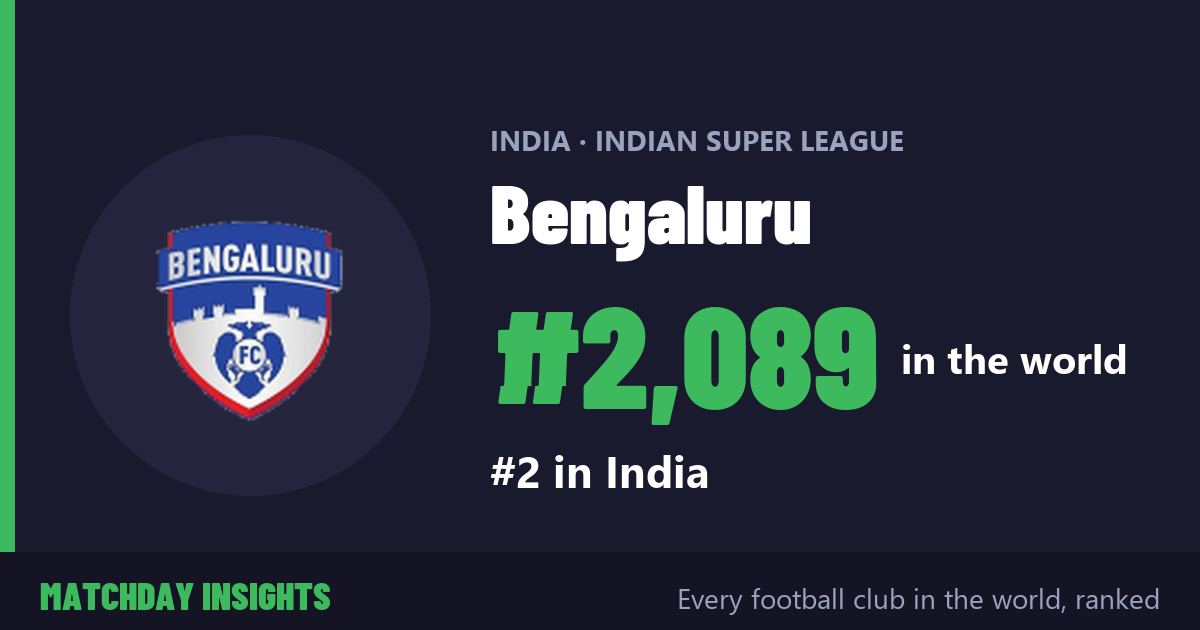 INDIA · INDIAN SUPER LEAGUE
Bengaluru
BENGALURU
FC
#2,089 in the world
#2 in India
MATCHDAY INSIGHTS
Every football club in the world, ranked